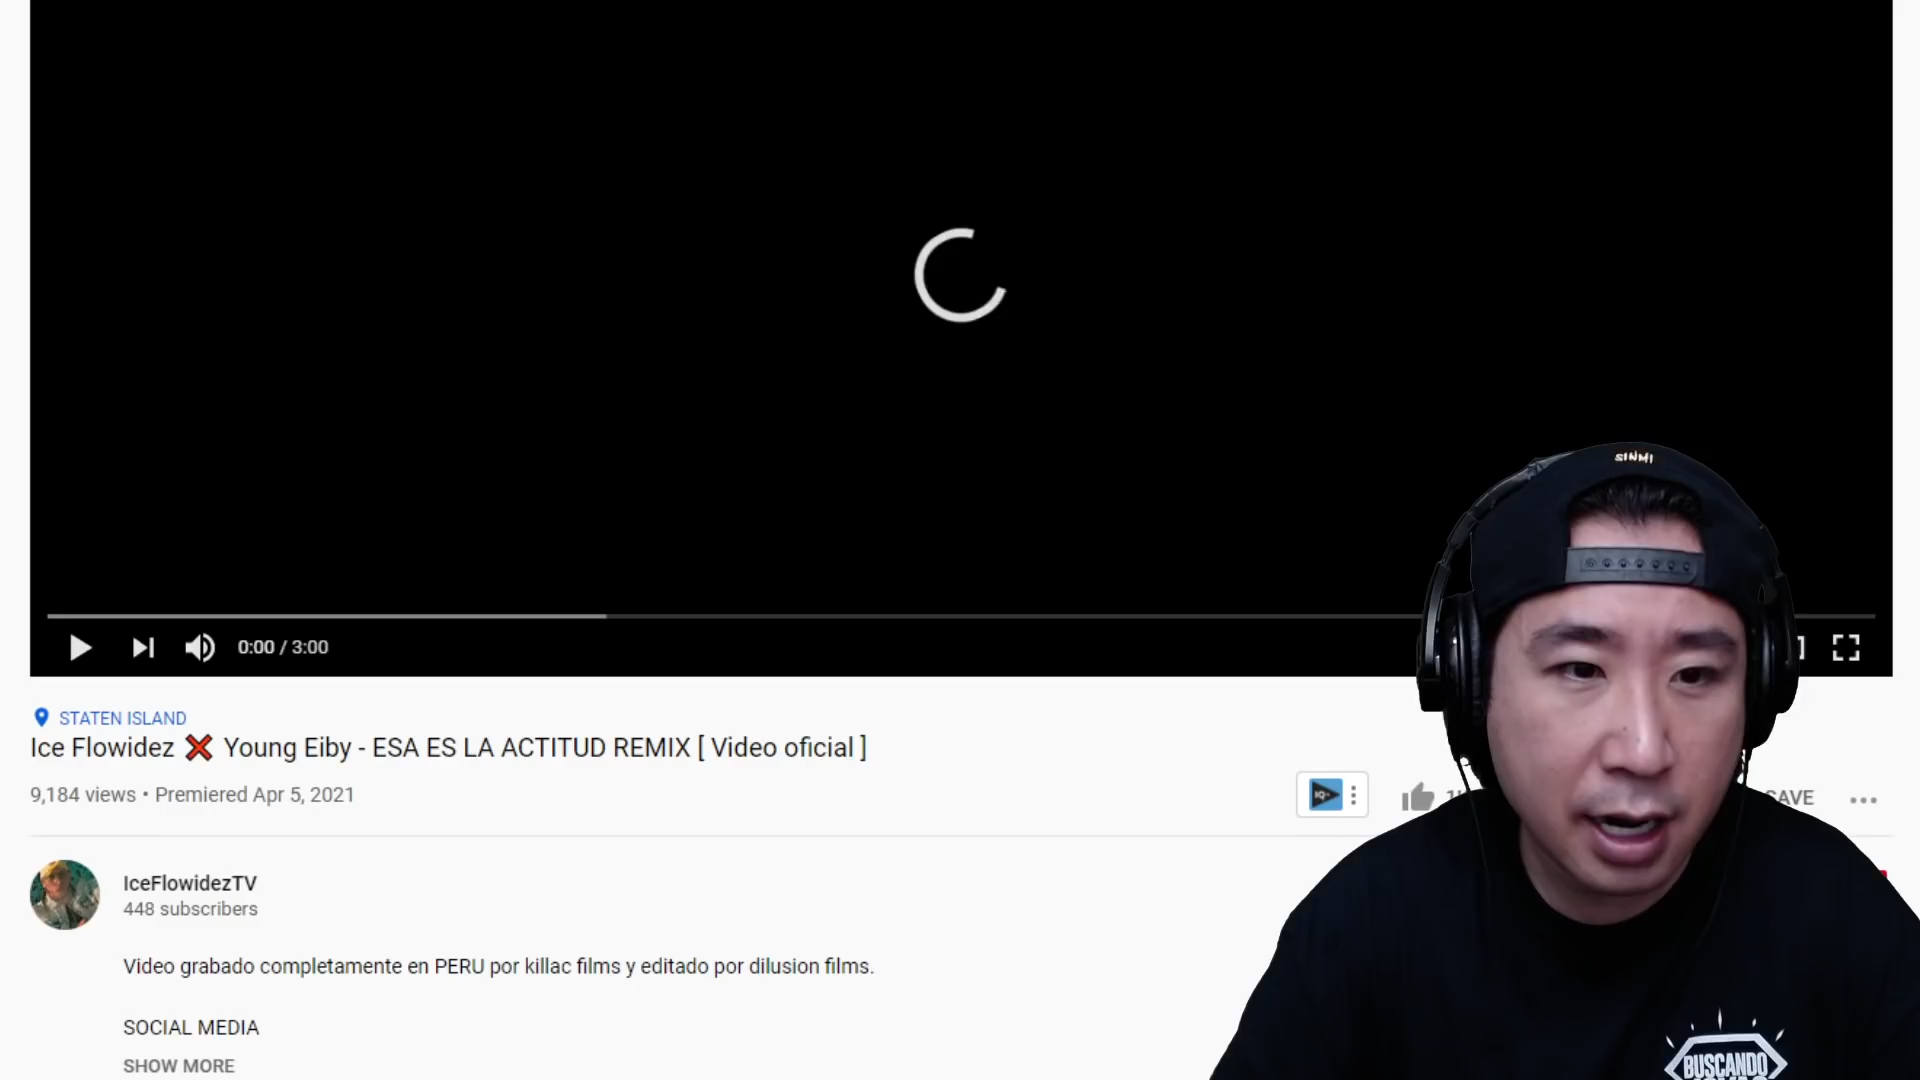 SINMI
0:00 / 3:00
STATEN ISLAND
Ice Flowidez ❌ Young Eiby - ESA ES LA ACTITUD REMIX [ Video oficial ]
9,184 views • Premiered Apr 5, 2021
IQ
SAVE
IceFlowidezTV
448 subscribers
Video grabado completamente en PERU por killac films y editado por dilusion films.
SOCIAL MEDIA
SHOW MORE
BUSCANDO